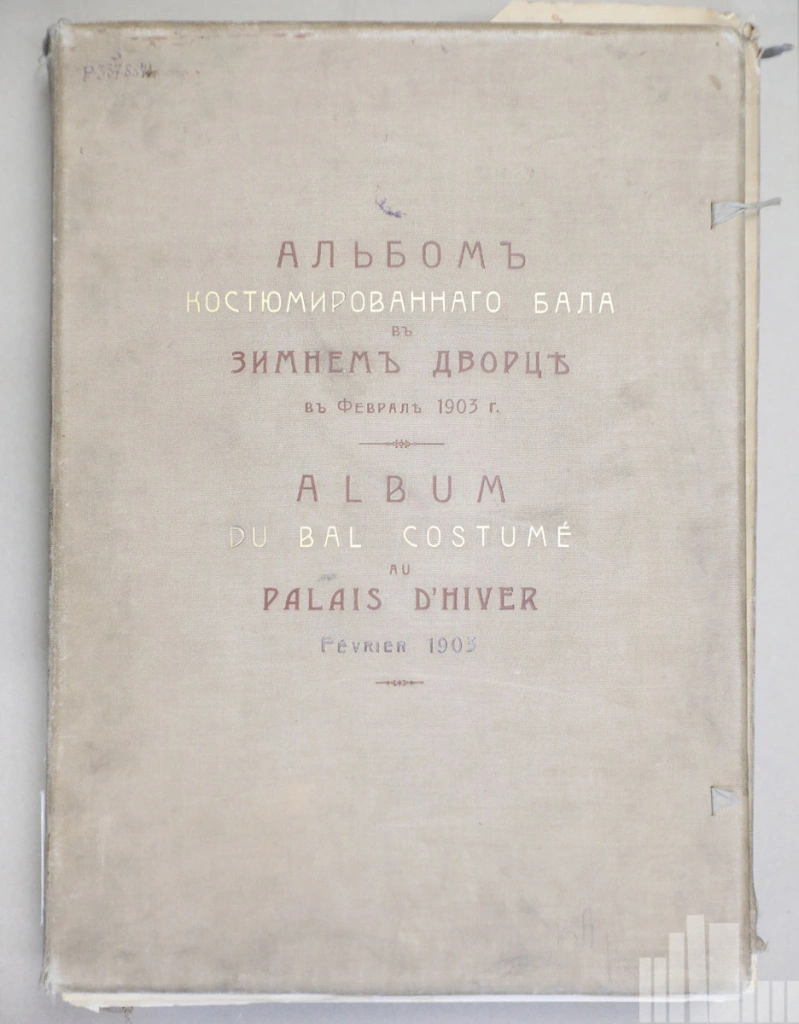 АЛЬБОМЪ
КОСТЮМИРОВАННАГО БАЛА
ВЪ
ЗИМНЕМЪ ДВОРЦѢ
ВЪ ФЕВРАЛѢ 1903 Г.
ALBUM
DU BAL COSTUMÉ
AU
PALAIS D'HIVER
FÉVRIER 1903